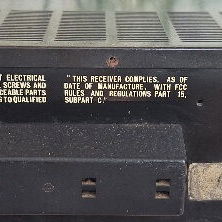 T ELECTRICAL
SCREWS AND
CEABLE PARTS
G TO QUALIFIED
"THIS RECEIVER COMPLIES, AS OF
DATE OF MANUFACTURE, WITH FCC
RULES AND REGULATIONS PART 15,
SUBPART C."